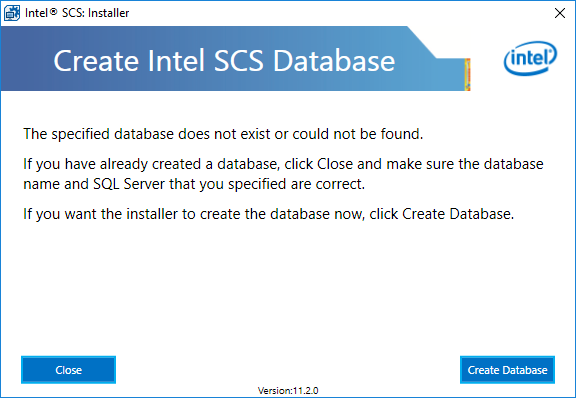 Intel® SCS: Installer
Create Intel SCS Database
intel
The specified database does not exist or could not be found.
If you have already created a database, click Close and make sure the database
name and SQL Server that you specified are correct.
If you want the installer to create the database now, click Create Database.
Close
Create Database
Version:11.2.0